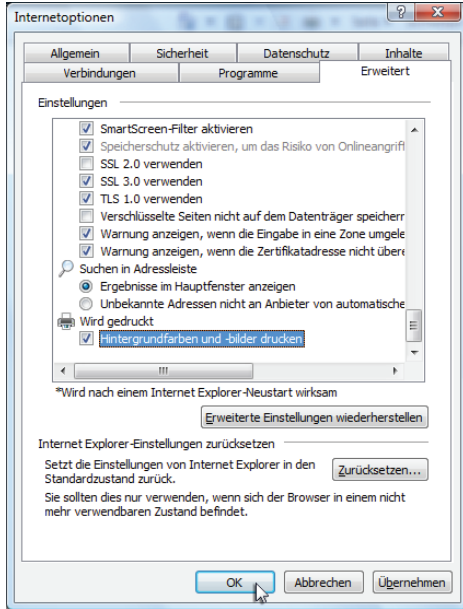 Internetoptionen
Allgemein Sicherheit Datenschutz Inhalte
Verbindungen Programme Erweitert
Einstellungen
SmartScreen-Filter aktivieren
Speicherschutz aktivieren, um das Risiko von Onlineangriff
SSL 2.0 verwenden
SSL 3.0 verwenden
TLS 1.0 verwenden
Verschlüsselte Seiten nicht auf dem Datenträger speicherr
Warnung anzeigen, wenn die Eingabe in eine Zone umgele
Warnung anzeigen, wenn die Zertifikatadresse nicht übere
Suchen in Adressleiste
Ergebnisse im Hauptfenster anzeigen
Unbekannte Adressen nicht an Anbieter von automatische
Wird gedruckt
Hintergrundfarben und -bilder drucken
*Wird nach einem Internet Explorer-Neustart wirksam
Erweiterte Einstellungen wiederherstellen
Internet Explorer-Einstellungen zurücksetzen
Setzt die Einstellungen von Internet Explorer in den
Standardzustand zurück.
Zurücksetzen...
Sie sollten dies nur verwenden, wenn sich der Browser in einem nicht
mehr verwendbaren Zustand befindet.
OK Abbrechen Übernehmen